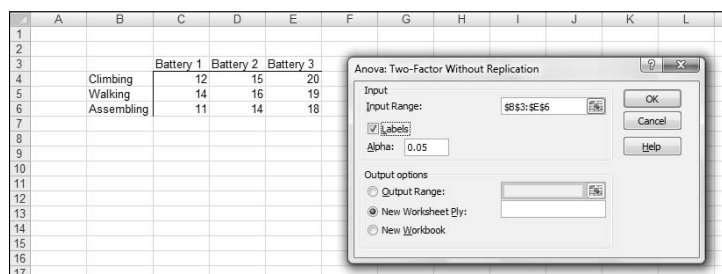 A B C D E F G H I J K L
1
2
3 Battery 1 Battery 2 Battery 3
4 Climbing 12 15 20
5 Walking 14 16 19
6 Assembling 11 14 18
7
8
9
10
11
12
13
14
15
16
17
Anova: Two-Factor Without Replication
Input
Input Range: $B$3:$E$6
Labels
Alpha: 0.05
Output options
Output Range:
New Worksheet Ply:
New Workbook
OK
Cancel
Help